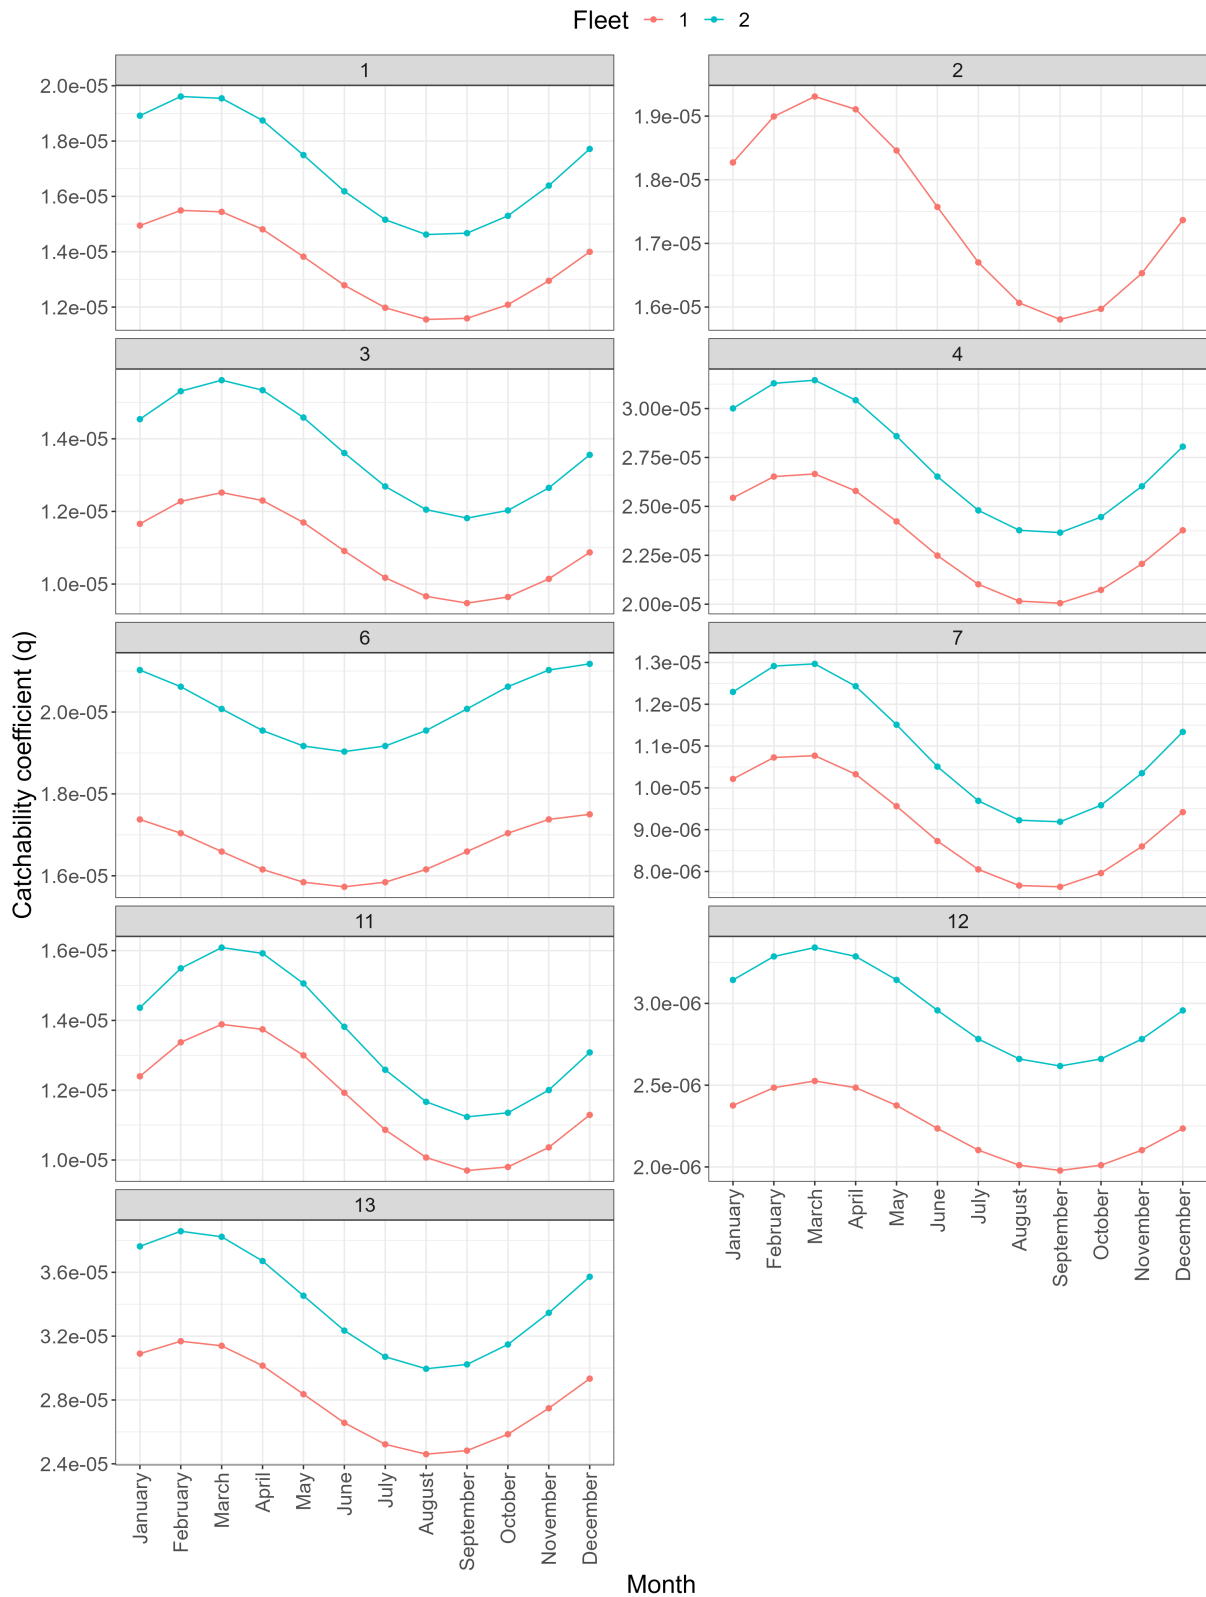 Fleet 1 2
1 2
2.0e-05
1.8e-05
1.6e-05
1.4e-05
1.2e-05
1.9e-05
1.8e-05
1.7e-05
1.6e-05
3 4
1.4e-05
1.2e-05
1.0e-05
3.00e-05
2.75e-05
2.50e-05
2.25e-05
2.00e-05
6 7
2.0e-05
1.8e-05
1.6e-05
1.3e-05
1.2e-05
1.1e-05
1.0e-05
9.0e-06
8.0e-06
Catchability coefficient (q)
11 12
1.6e-05
1.4e-05
1.2e-05
1.0e-05
3.0e-06
2.5e-06
2.0e-06
January
February
March
April
May
June
July
August
September
October
November
December
13
3.6e-05
3.2e-05
2.8e-05
2.4e-05
January
February
March
April
May
June
July
August
September
October
November
December
Month